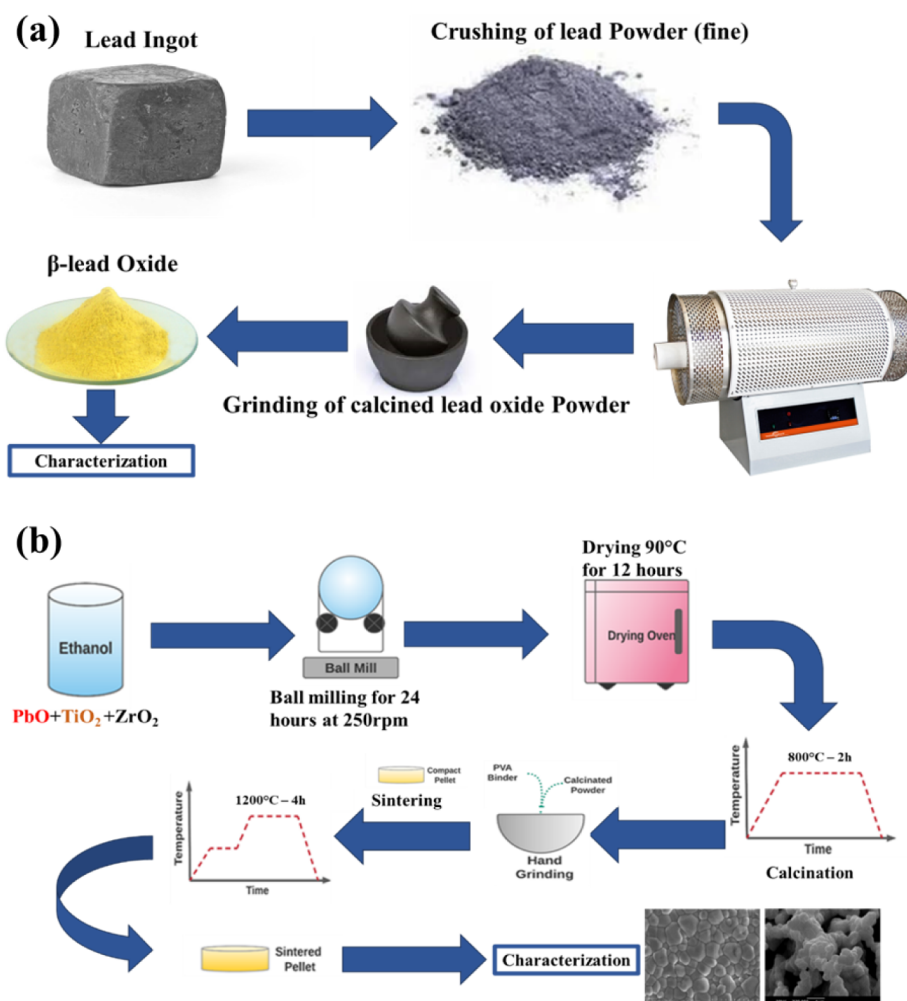 (a)
Lead Ingot
Crushing of lead Powder (fine)
β-lead Oxide
Grinding of calcined lead oxide Powder
Characterization
(b)
Ethanol
PbO+TiO₂+ZrO₂
Ball Mill
Ball milling for 24
hours at 250rpm
Drying 90°C
for 12 hours
Drying Oven
800°C – 2h
Temperature
Time
Calcination
PVA
Binder
Calcinated
Powder
Hand
Grinding
Compact
Pellet
Sintering
1200°C – 4h
Temperature
Time
Sintered
Pellet
Characterization